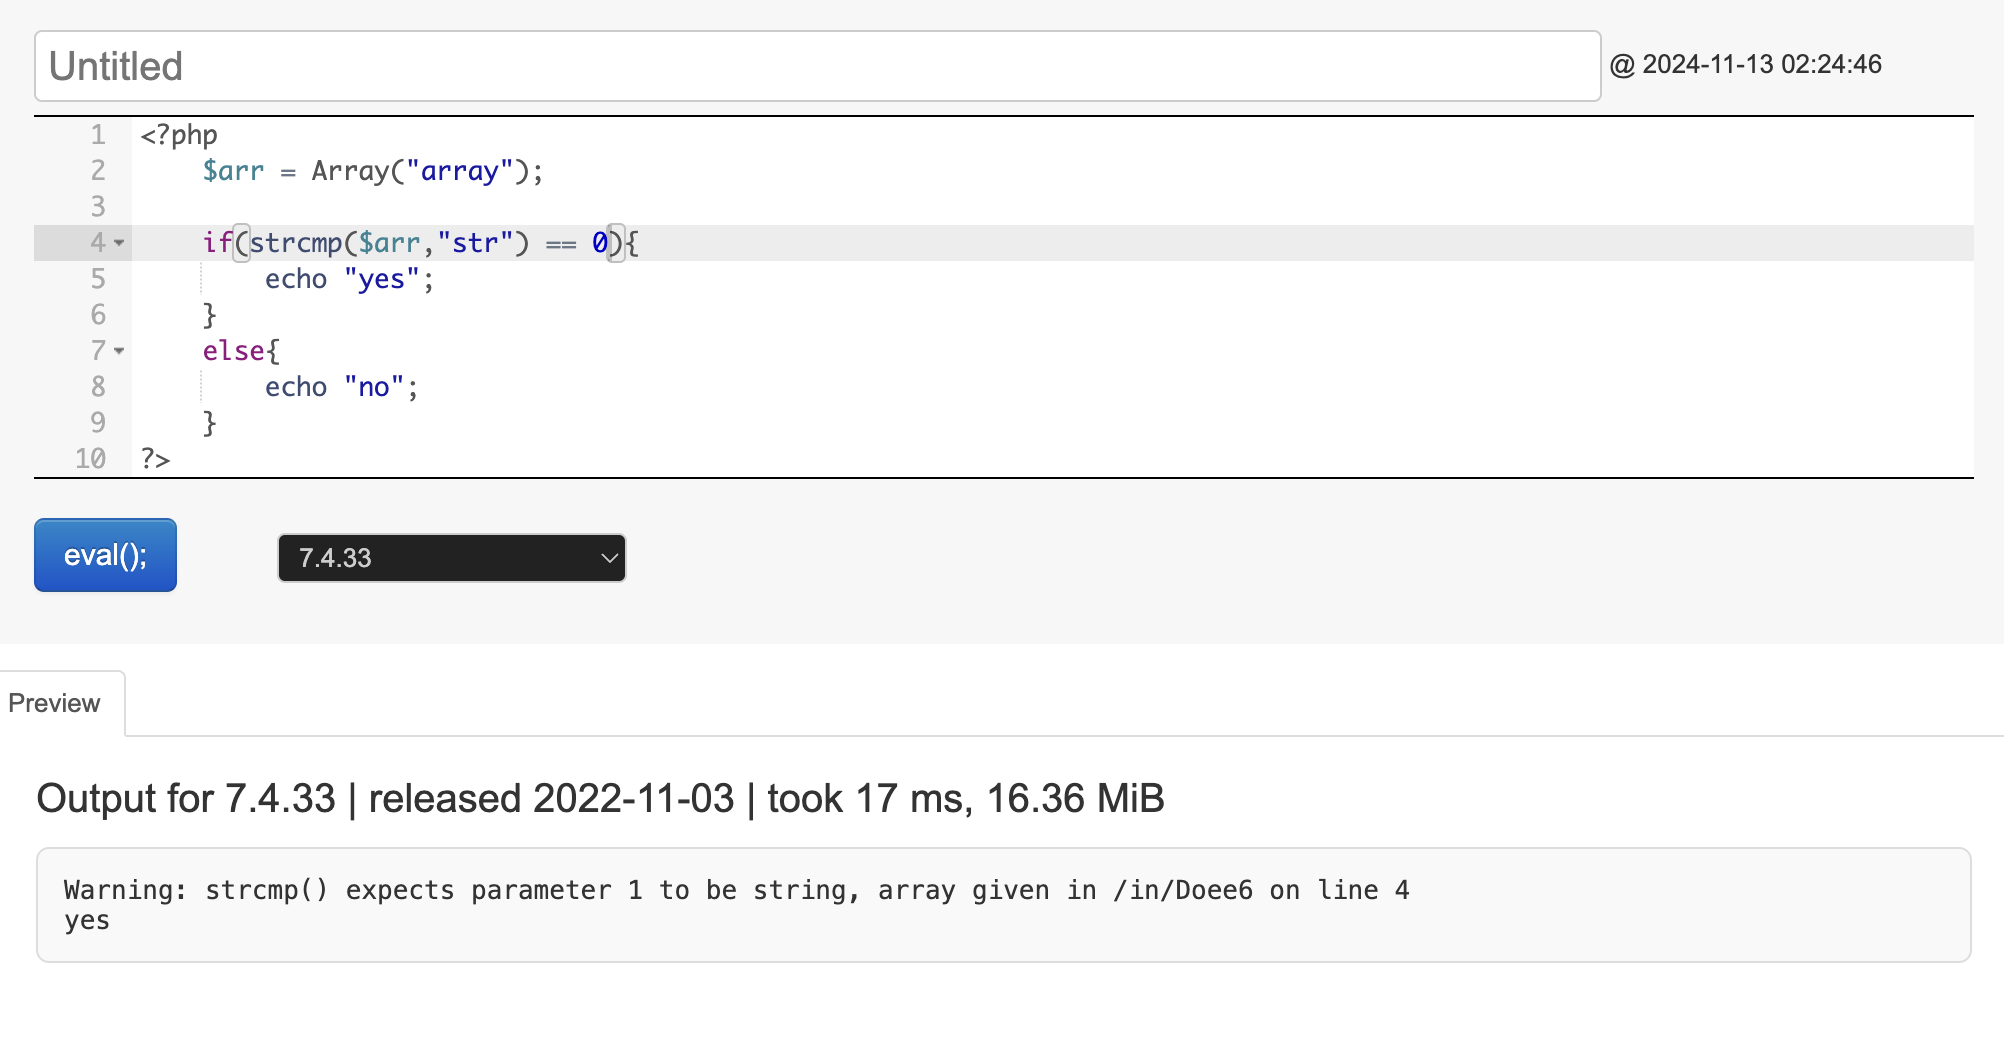 Untitled
@ 2024-11-13 02:24:46
1 <?php
2     $arr = Array("array");
3
4     if(strcmp($arr,"str") == 0){
5         echo "yes";
6     }
7     else{
8         echo "no";
9     }
10 ?>
eval();
7.4.33
Preview
Output for 7.4.33 | released 2022-11-03 | took 17 ms, 16.36 MiB
Warning: strcmp() expects parameter 1 to be string, array given in /in/Doee6 on line 4
yes